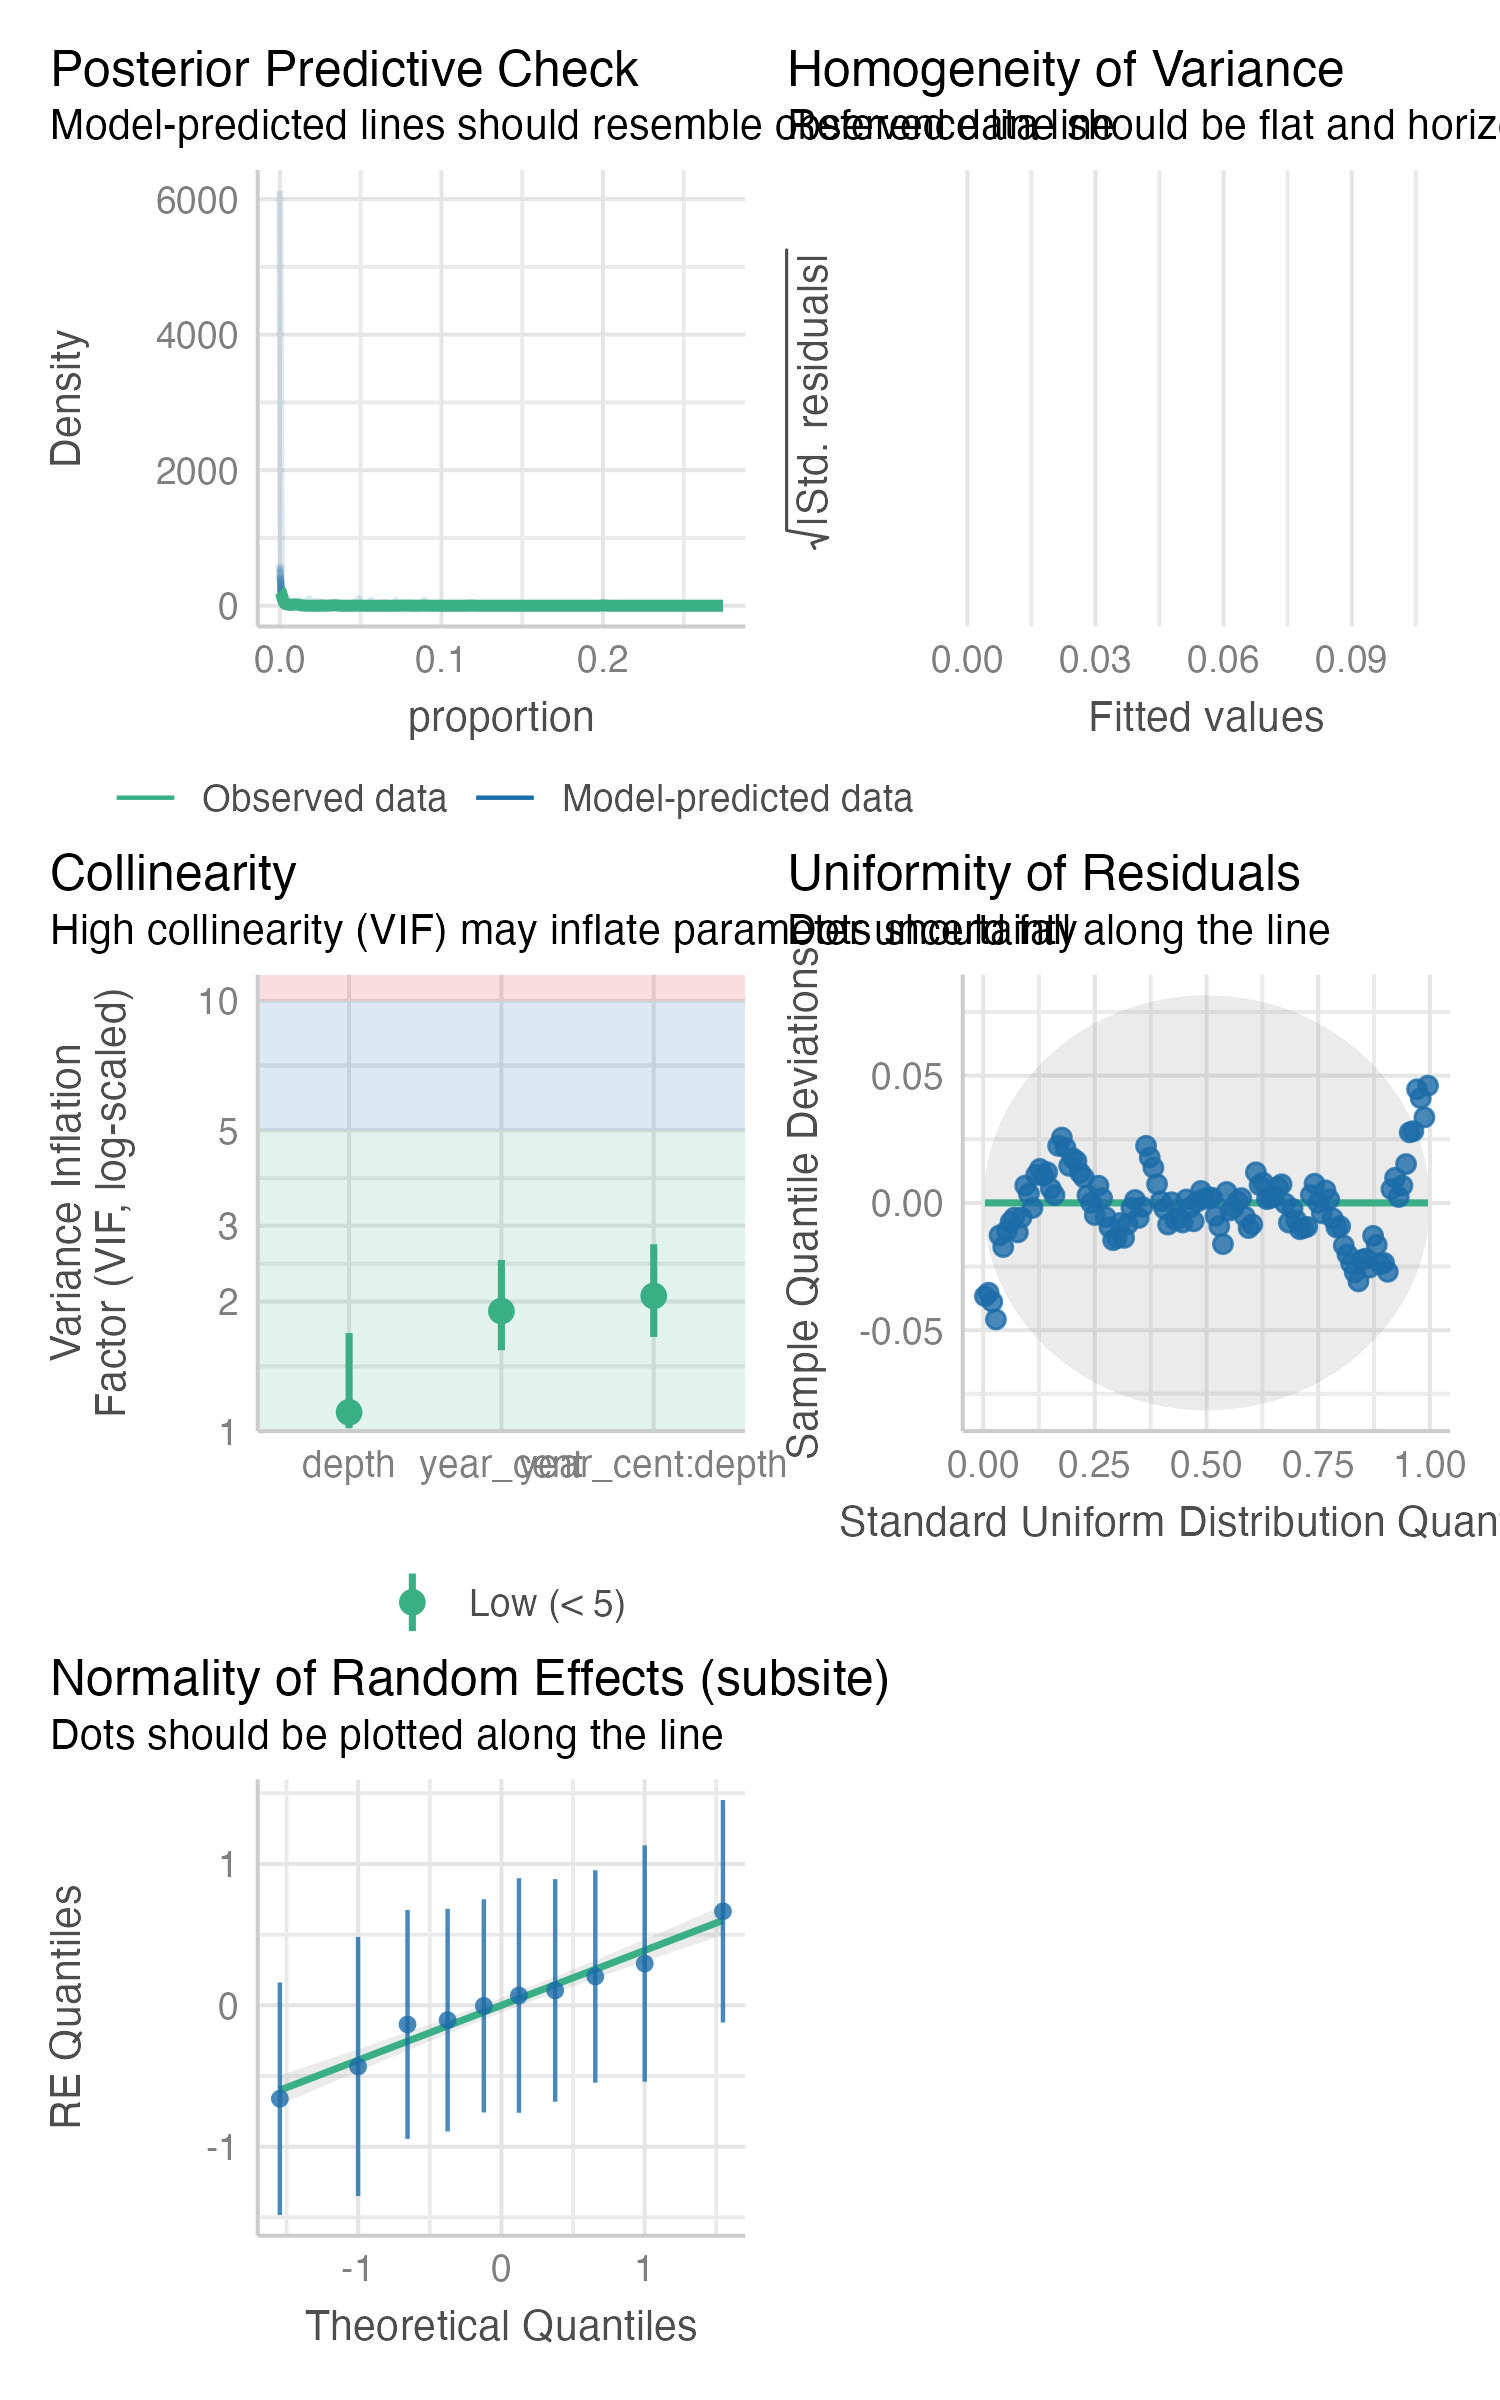 Posterior Predictive Check
Model-predicted lines should resemble observed data line
6000
4000
2000
0
Density
0.0 0.1 0.2
proportion
Observed data Model-predicted data
Homogeneity of Variance
Reference line should be flat and horiz
√|Std. residuals|
0.00 0.03 0.06 0.09
Fitted values
Collinearity
High collinearity (VIF) may inflate parameter uncertainty
Variance Inflation
Factor (VIF, log-scaled)
10
5
3
2
1
depth year_cent year_cent:depth
Low (< 5)
Uniformity of Residuals
Dots should fall along the line
Sample Quantile Deviations
0.05
0.00
-0.05
0.00 0.25 0.50 0.75 1.00
Standard Uniform Distribution Quan
Normality of Random Effects (subsite)
Dots should be plotted along the line
RE Quantiles
1
0
-1
-1 0 1
Theoretical Quantiles